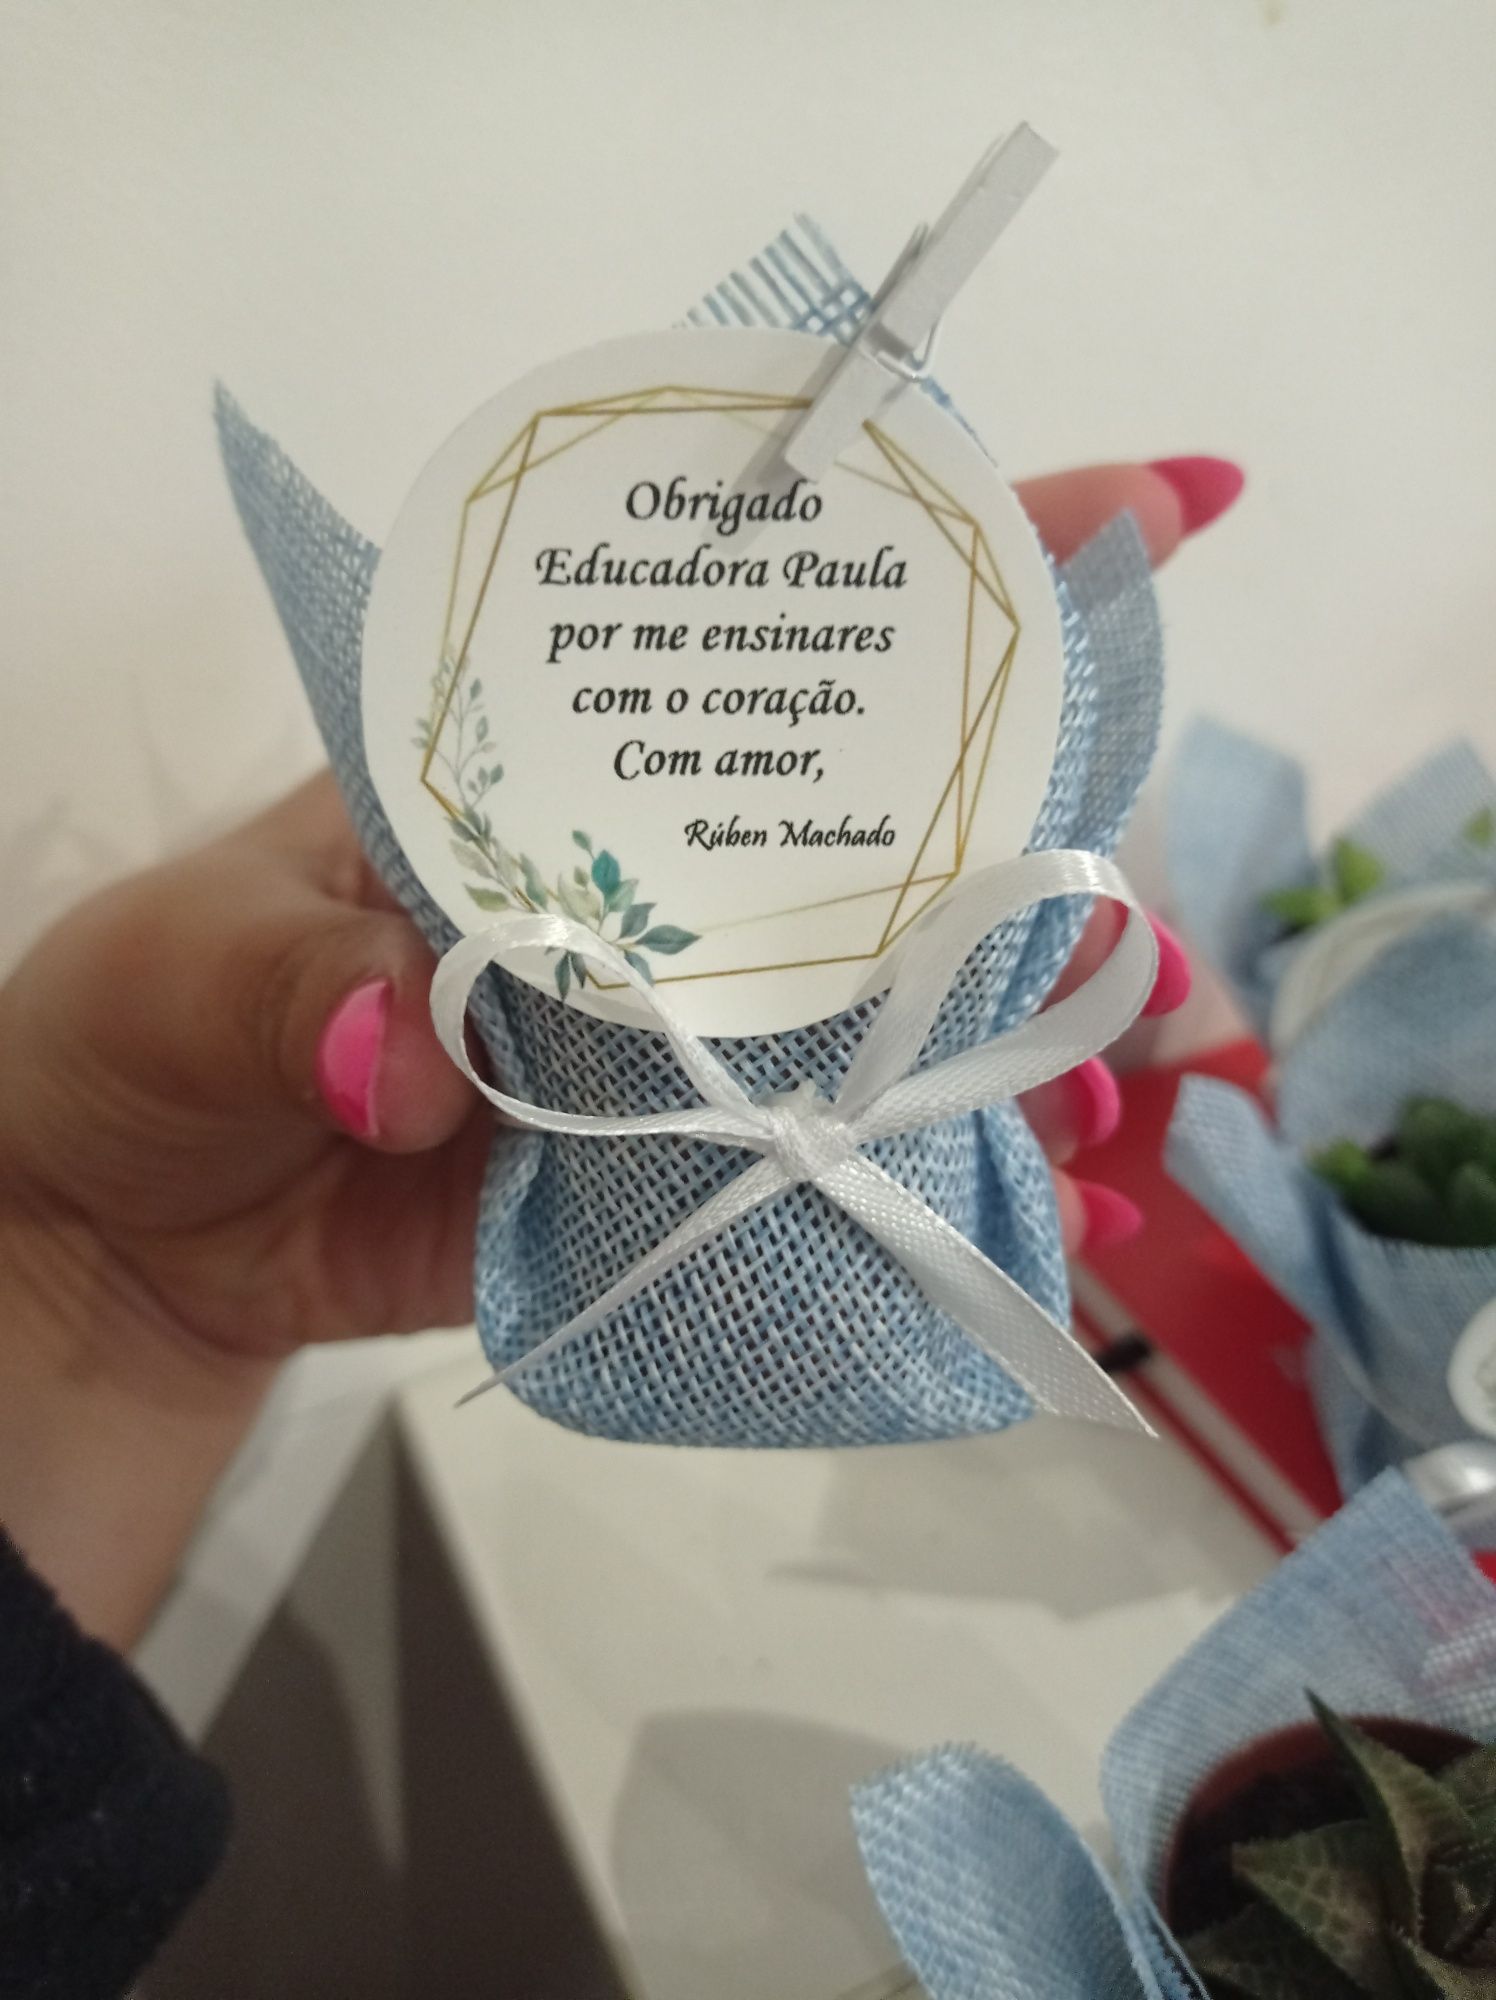 Obrigado
Educadora Paula
por me ensinares
com o coração.
Com amor,
Rúben Machado